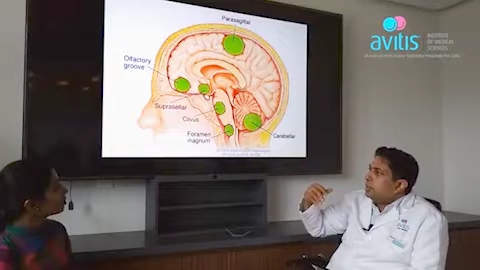 Parasagittal
Olfactory
groove
Suprasellar
Clivus
Foramen
magnum
Cerebellar
avitis
INSTITUTE
OF MEDICAL
SCIENCES